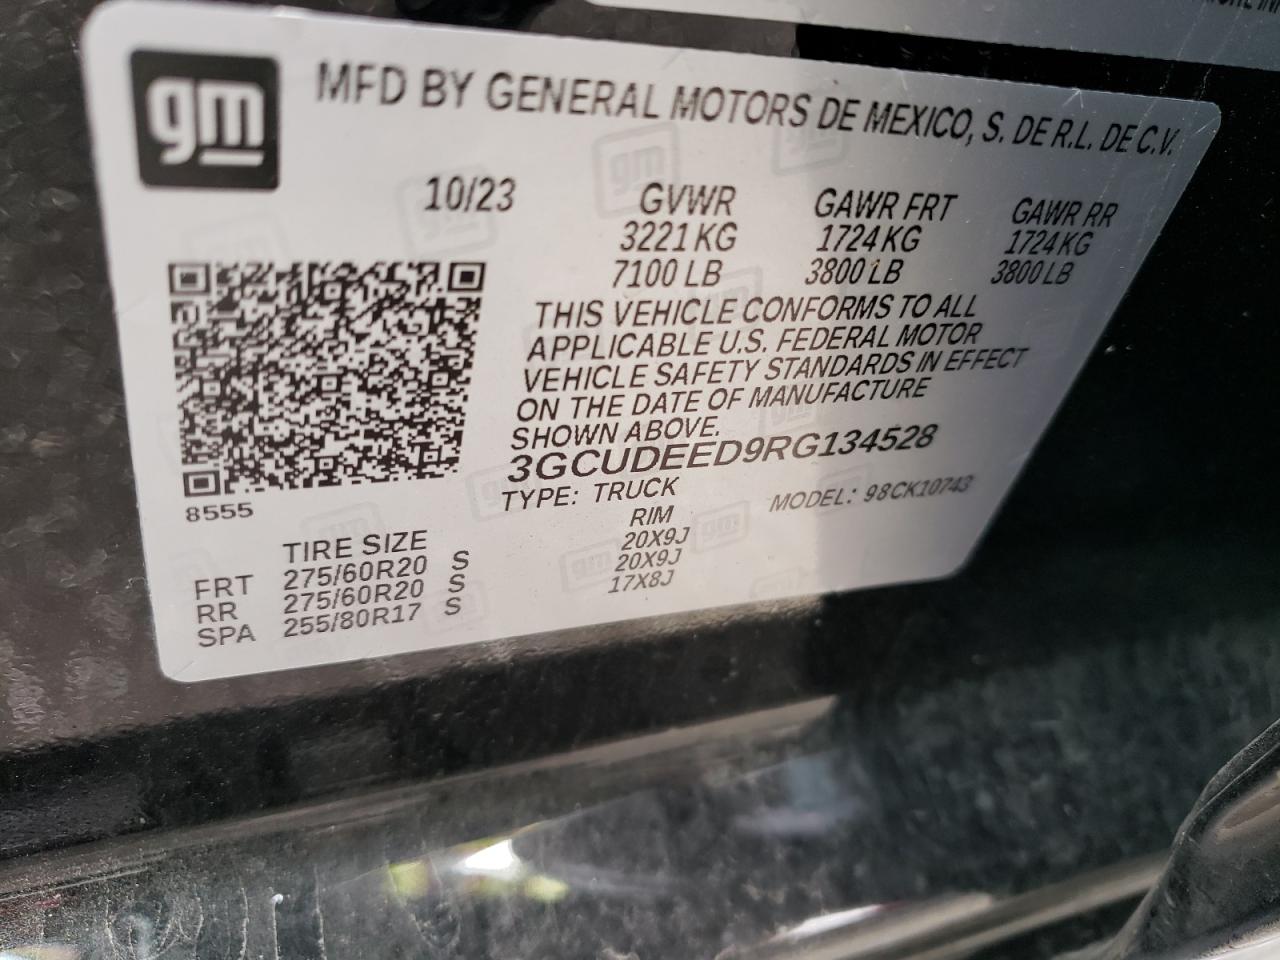 gm
MFD BY GENERAL MOTORS DE MEXICO, S. DE R.L. DE C.V.
10/23 GVWR GAWR FRT GAWR RR
3221 KG 1724 KG 1724 KG
7100 LB 3800 LB 3800 LB
THIS VEHICLE CONFORMS TO ALL
APPLICABLE U.S. FEDERAL MOTOR
VEHICLE SAFETY STANDARDS IN EFFECT
ON THE DATE OF MANUFACTURE
SHOWN ABOVE.
3GCUDEED9RG134528
8555 TYPE: TRUCK MODEL: 98CK10743
TIRE SIZE RIM
FRT 275/60R20 S 20X9J
RR 275/60R20 S 20X9J
SPA 255/80R17 S 17X8J